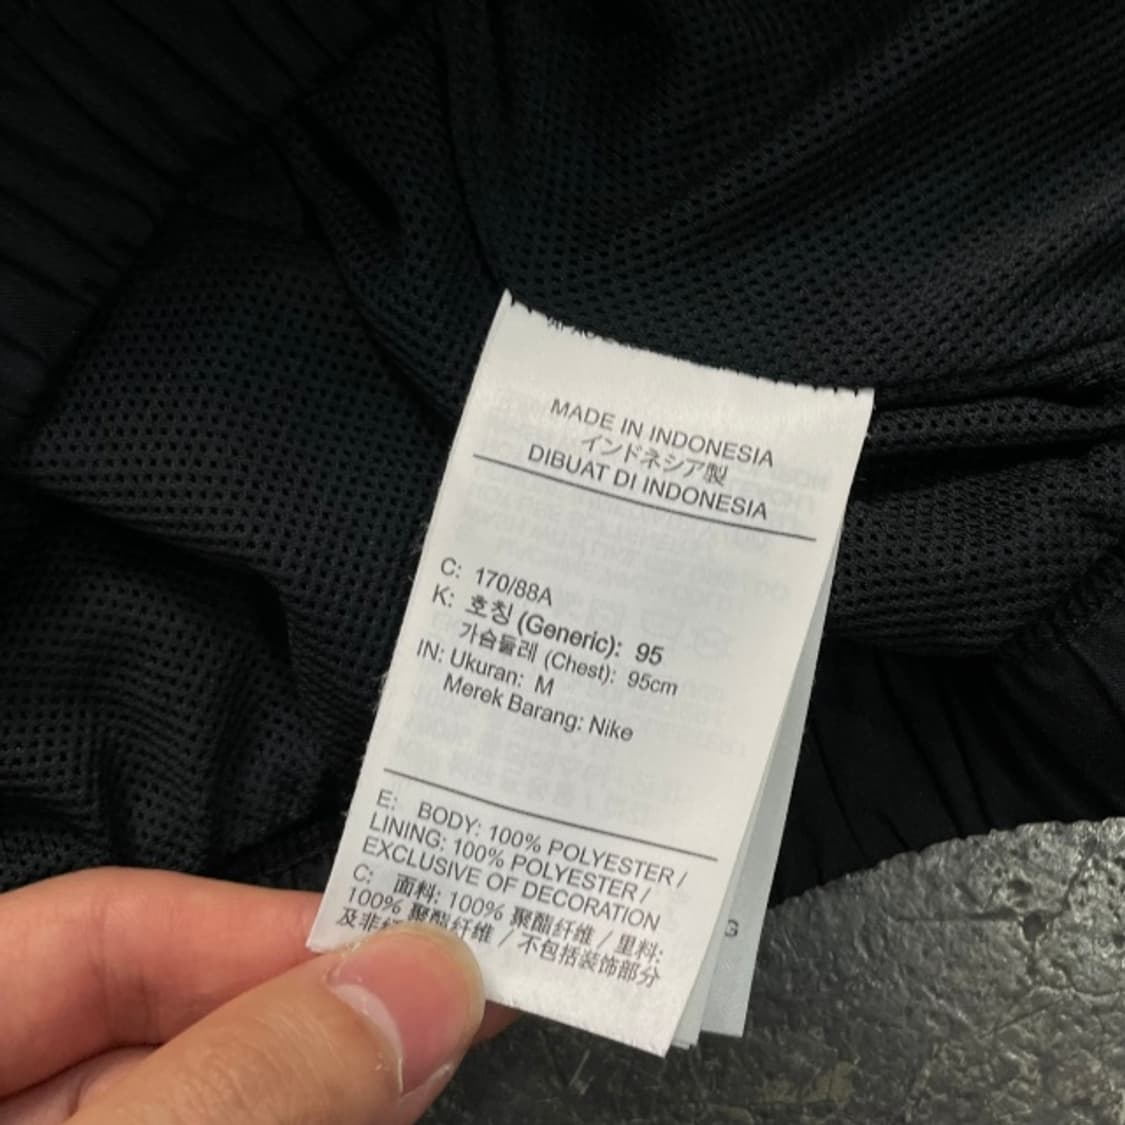 MADE IN INDONESIA
インドネシア製
DIBUAT DI INDONESIA
C: 170/88A
K: 호칭 (Generic): 95
가슴둘레 (Chest): 95cm
IN: Ukuran: M
Merek Barang: Nike
E: BODY: 100% POLYESTER /
LINING: 100% POLYESTER /
EXCLUSIVE OF DECORATION
C: 面料: 100% 聚酯纤维 / 里料:
100% 聚酯纤维 / 不包括装饰部分
及非
G